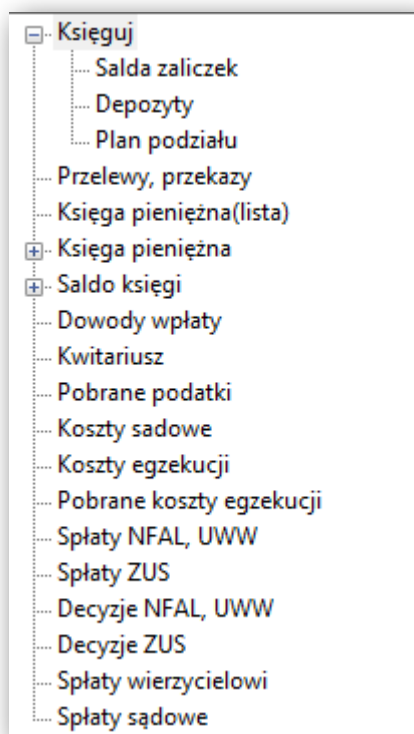 Księguj
Salda zaliczek
Depozyty
Plan podziału
Przelewy, przekazy
Księga pieniężna(lista)
Księga pieniężna
Saldo księgi
Dowody wpłaty
Kwitariusz
Pobrane podatki
Koszty sadowe
Koszty egzekucji
Pobrane koszty egzekucji
Spłaty NFAL, UWW
Spłaty ZUS
Decyzje NFAL, UWW
Decyzje ZUS
Spłaty wierzycielowi
Spłaty sądowe